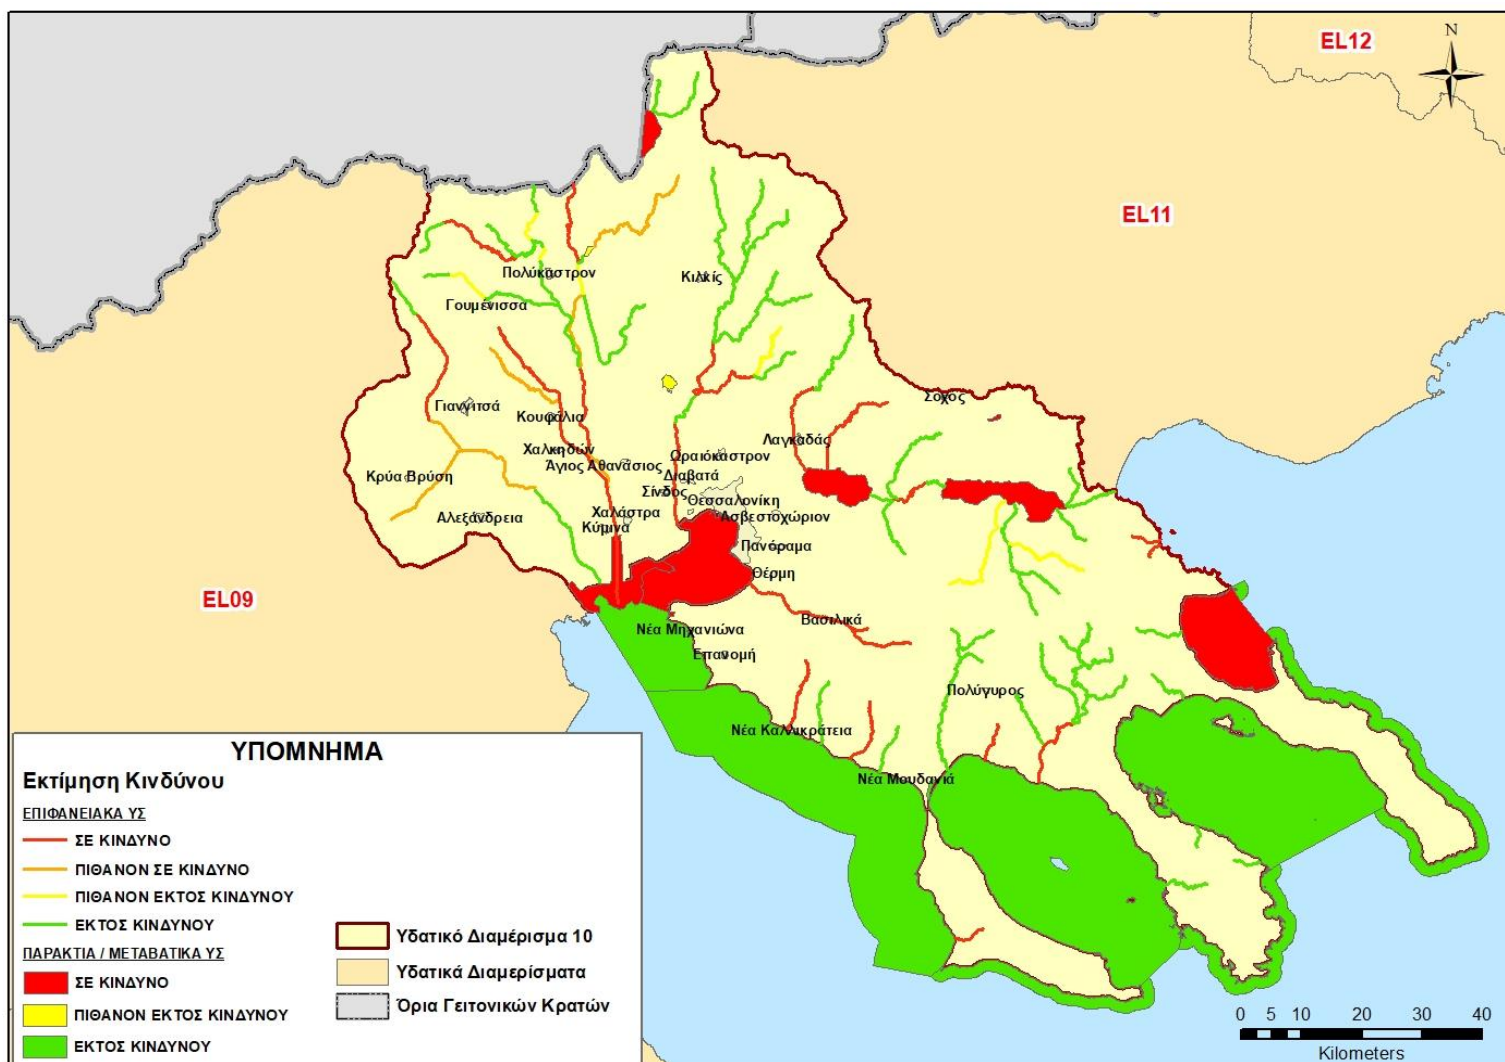 EL12
N
EL11
Πολύκαστρον
Κιλκίς
Γουμένισσα
Γιαννιτσά
Σοχος
Κουφάλια
Λαγκαδάς
Χαλκηδών
Ωραιόκαστρον
Άγιος Αθανάσιος
Διαβατά
Κρύα Βρύση
Σίνδος
Θεσσαλονίκη
Χαλάστρα
Ασβεστοχώριον
Αλεξάνδρεια
Κύμινα
Πανόραμα
Θέρμη
EL09
Βασιλικά
Νέα Μηχανιώνα
Επανομή
Πολύγυρος
Νέα Καλλικράτεια
Νέα Μουδανιά
ΥΠΟΜΝΗΜΑ
Εκτίμηση Κινδύνου
ΕΠΙΦΑΝΕΙΑΚΑ ΥΣ
ΣΕ ΚΙΝΔΥΝΟ
ΠΙΘΑΝΟΝ ΣΕ ΚΙΝΔΥΝΟ
ΠΙΘΑΝΟΝ ΕΚΤΟΣ ΚΙΝΔΥΝΟΥ
ΕΚΤΟΣ ΚΙΝΔΥΝΟΥ
ΠΑΡΑΚΤΙΑ / ΜΕΤΑΒΑΤΙΚΑ ΥΣ
ΣΕ ΚΙΝΔΥΝΟ
ΠΙΘΑΝΟΝ ΕΚΤΟΣ ΚΙΝΔΥΝΟΥ
ΕΚΤΟΣ ΚΙΝΔΥΝΟΥ
Υδατικό Διαμέρισμα 10
Υδατικά Διαμερίσματα
Όρια Γειτονικών Κρατών
0 5 10 20 30 40
Kilometers